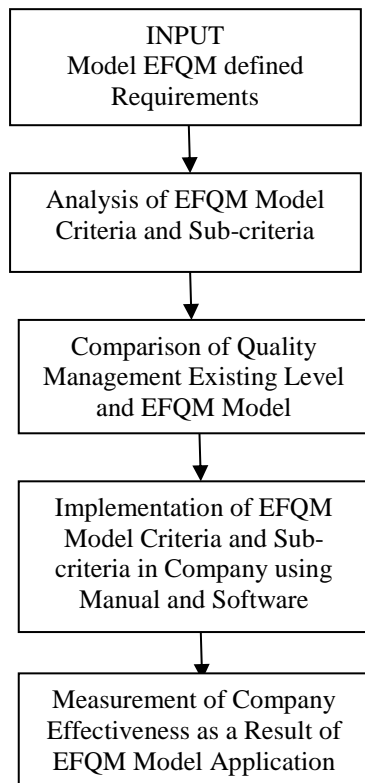 INPUT
Model EFQM defined
Requirements
Analysis of EFQM Model
Criteria and Sub-criteria
Comparison of Quality
Management Existing Level
and EFQM Model
Implementation of EFQM
Model Criteria and Sub-
criteria in Company using
Manual and Software
Measurement of Company
Effectiveness as a Result of
EFQM Model Application